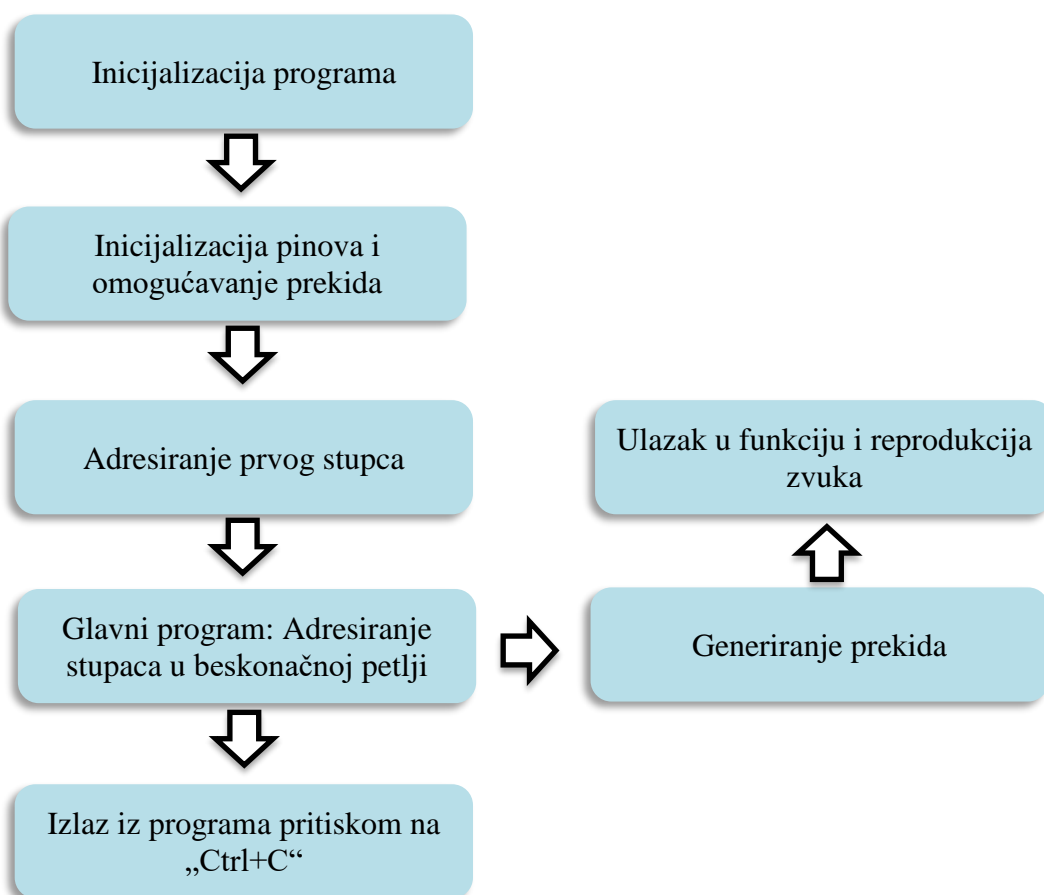 Inicijalizacija programa
Inicijalizacija pinova i
omogućavanje prekida
Adresiranje prvog stupca
Ulazak u funkciju i reprodukcija
zvuka
Glavni program: Adresiranje
stupaca u beskonačnoj petlji
Generiranje prekida
Izlaz iz programa pritiskom na
„Ctrl+C“